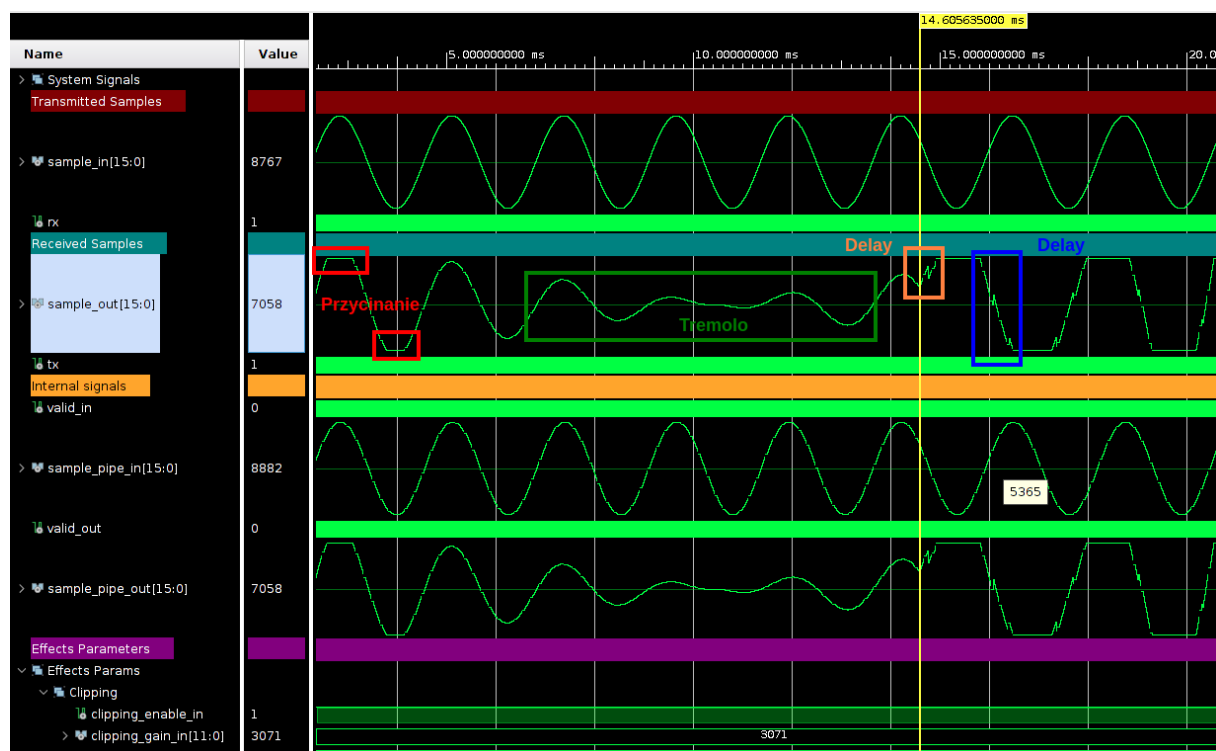 14.605635000 ms
Name Value
5.000000000 ms 10.000000000 ms 15.000000000 ms 20.0
System Signals
Transmitted Samples
sample_in[15:0] 8767
rx 1
Received Samples
Delay Delay
sample_out[15:0] 7058
Przycinanie
Tremolo
tx 1
Internal signals
valid_in 0
sample_pipe_in[15:0] 8882
5365
valid_out 0
sample_pipe_out[15:0] 7058
Effects Parameters
Effects Params
Clipping
clipping_enable_in 1
clipping_gain_in[11:0] 3071 3071